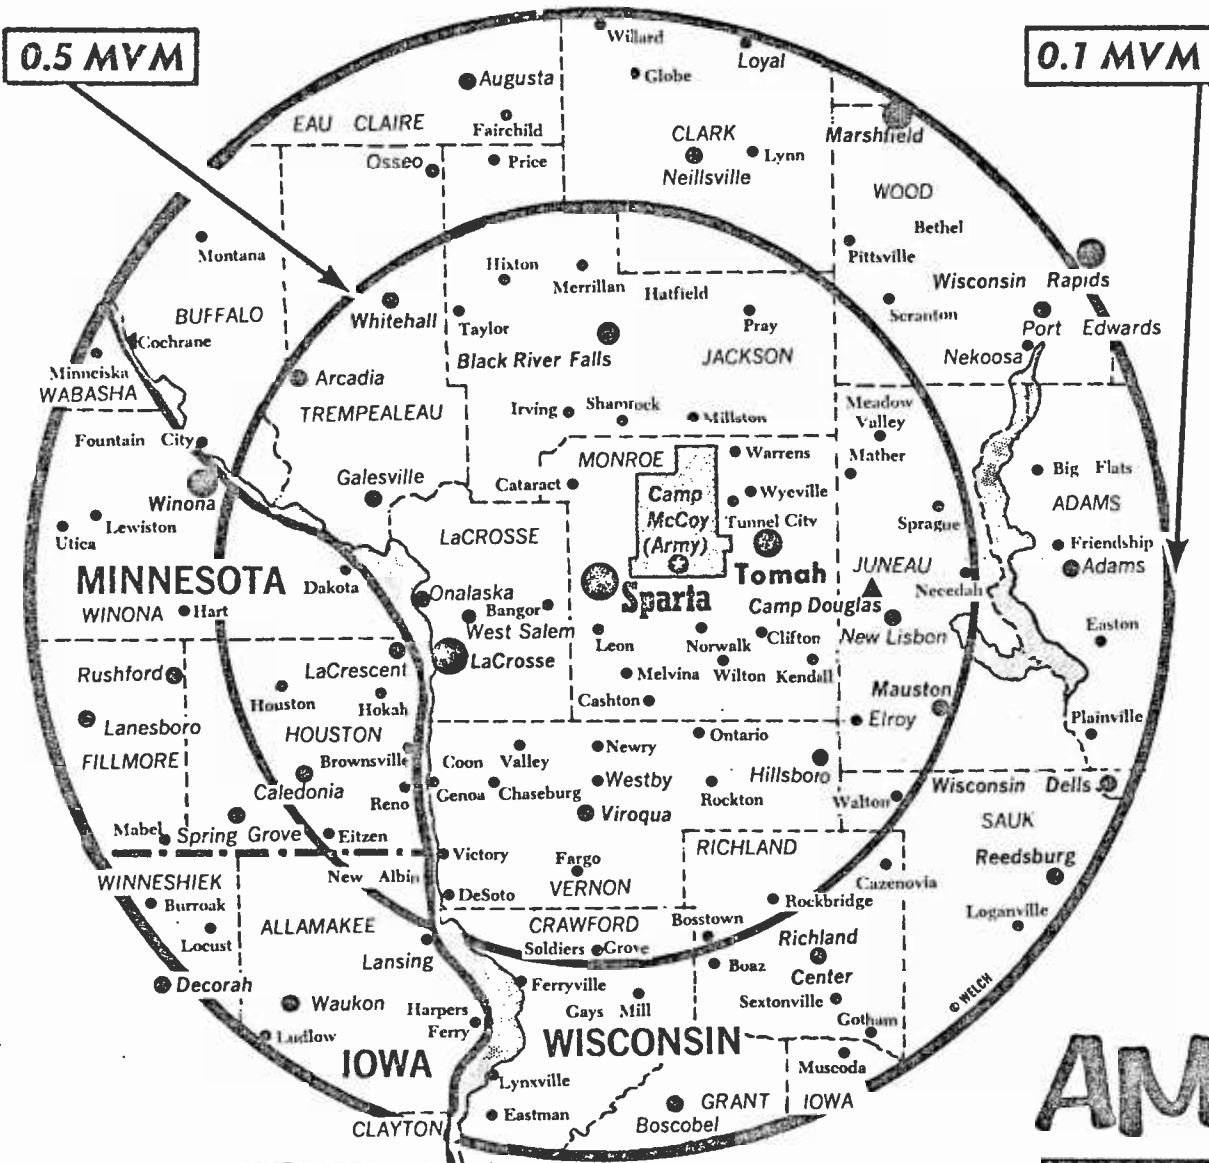 0.5 MVM
0.1 MVM
Willard
Loyal
Globe
Augusta
Fairchild
EAU CLAIRE
Osseo
Price
CLARK
Lynn
Neillsville
Marshfield
WOOD
Bethel
Pittsville
Wisconsin Rapids
Scranton
Port Edwards
Nekoosa
Montana
BUFFALO
Cochrane
Minneiska
WABASHA
Hixton
Merrillan
Hatfield
Whitehall
Taylor
Pray
Black River Falls
JACKSON
Arcadia
TREMPEALEAU
Irving
Shamrock
Millston
Meadow
Valley
Mather
Fountain City
Winona
Lewiston
Utica
Galesville
Cataract
MONROE
Warrens
Camp
McCoy
(Army)
Wyeville
Tunnel City
Big Flats
ADAMS
Sprague
Friendship
Adams
LaCROSSE
MINNESOTA
Dakota
WINONA
Hart
Onalaska
Bangor
West Salem
LaCrosse
Sparta
Tomah
JUNEAU
Camp Douglas
Necedah
New Lisbon
Easton
Leon
Norwalk
Clifton
Melvina
Wilton
Kendall
Cashton
Mauston
Elroy
Plainville
Rushford
LaCrescent
Houston
Hokah
Lanesboro
FILLMORE
HOUSTON
Brownsville
Caledonia
Reno
Coon Valley
Genoa
Chaseburg
Newry
Westby
Viroqua
Ontario
Rockton
Hillsboro
Walton
Wisconsin Dells
SAUK
Reedsburg
Mabel
Spring Grove
Eitzen
Victory
New Albin
DeSoto
Fargo
VERNON
RICHLAND
Cazenovia
Rockbridge
Loganville
WINNESHIEK
Burroak
Locust
ALLAMAKEE
Lansing
CRAWFORD
Soldiers Grove
Bosstown
Boaz
Richland
Center
Sextonville
Gotham
Decorah
Waukon
Ludlow
Harpers
Ferry
Ferryville
Gays Mill
IOWA
WISCONSIN
Lynxville
Eastman
CLAYTON
GRANT
Boscobel
IOWA
Muscoda
© WELCH
AM